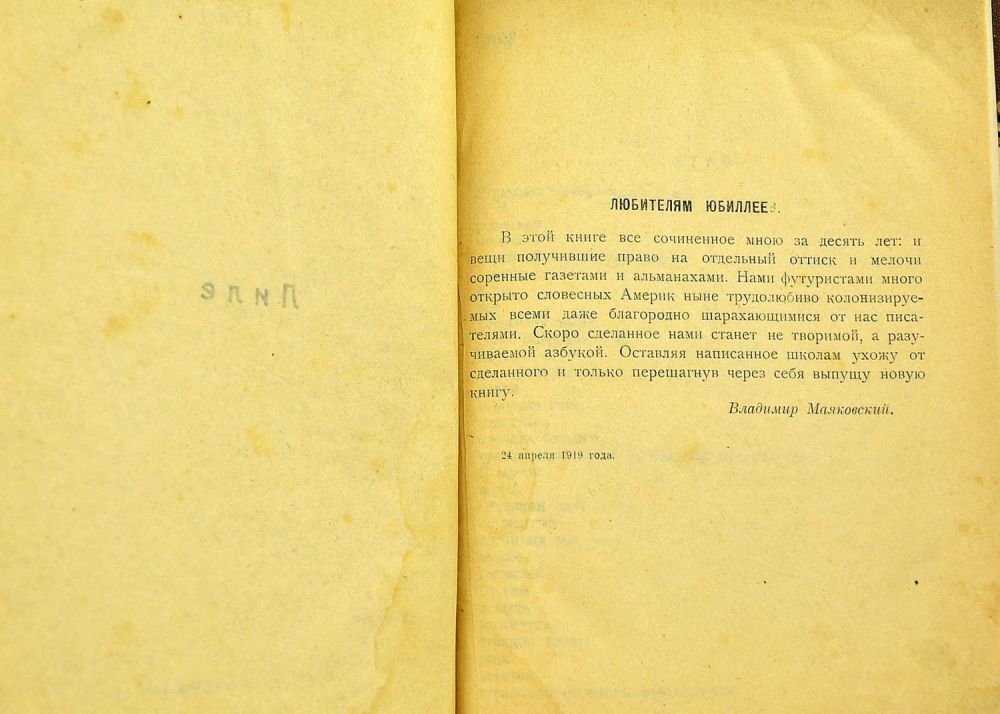 Лиле
ЛЮБИТЕЛЯМ ЮБИЛЛЕЕВ.
В этой книге все сочиненное мною за десять лет: и
вещи получившие право на отдельный оттиск и мелочи
соренные газетами и альманахами. Нами футуристами много
открыто словесных Америк ныне трудолюбиво колонизируе-
мых всеми даже благородно шарахающимися от нас писа-
телями. Скоро сделанное нами станет не творимой, а разу-
чиваемой азбукой. Оставляя написанное школам ухожу от
сделанного и только перешагнув через себя выпущу новую
книгу.
Владимир Маяковский.
24 апреля 1919 года.